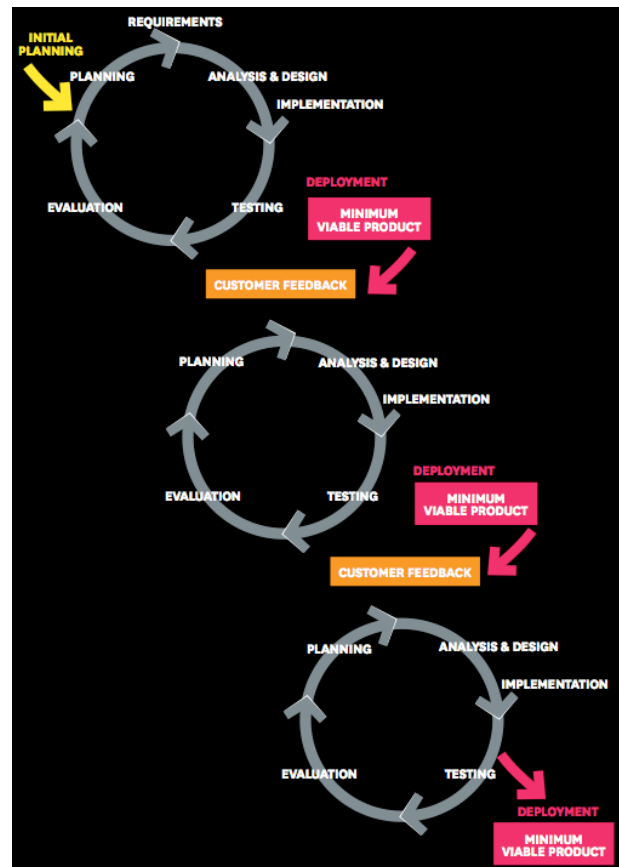 REQUIREMENTS
INITIAL
PLANNING
PLANNING
ANALYSIS & DESIGN
IMPLEMENTATION
EVALUATION
TESTING
DEPLOYMENT
MINIMUM
VIABLE PRODUCT
CUSTOMER FEEDBACK
PLANNING
ANALYSIS & DESIGN
IMPLEMENTATION
EVALUATION
TESTING
DEPLOYMENT
MINIMUM
VIABLE PRODUCT
CUSTOMER FEEDBACK
PLANNING
ANALYSIS & DESIGN
IMPLEMENTATION
EVALUATION
TESTING
DEPLOYMENT
MINIMUM
VIABLE PRODUCT